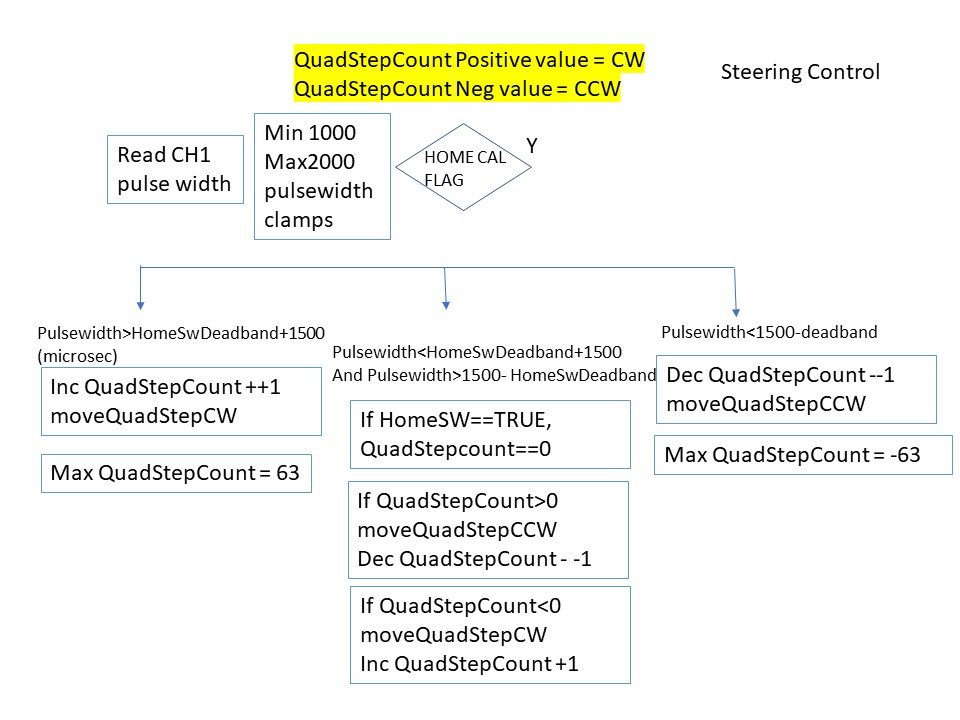 QuadStepCount Positive value = CW
QuadStepCount Neg value = CCW
Steering Control
Read CH1
pulse width
Min 1000
Max2000
pulsewidth
clamps
HOME CAL
FLAG
Y
Pulsewidth>HomeSwDeadband+1500
(microsec)
Inc QuadStepCount ++1
moveQuadStepCW
Max QuadStepCount = 63
Pulsewidth<HomeSwDeadband+1500
And Pulsewidth>1500- HomeSwDeadband
If HomeSW==TRUE,
QuadStepcount==0
If QuadStepCount>0
moveQuadStepCCW
Dec QuadStepCount - -1
If QuadStepCount<0
moveQuadStepCW
Inc QuadStepCount +1
Pulsewidth<1500-deadband
Dec QuadStepCount --1
moveQuadStepCCW
Max QuadStepCount = -63